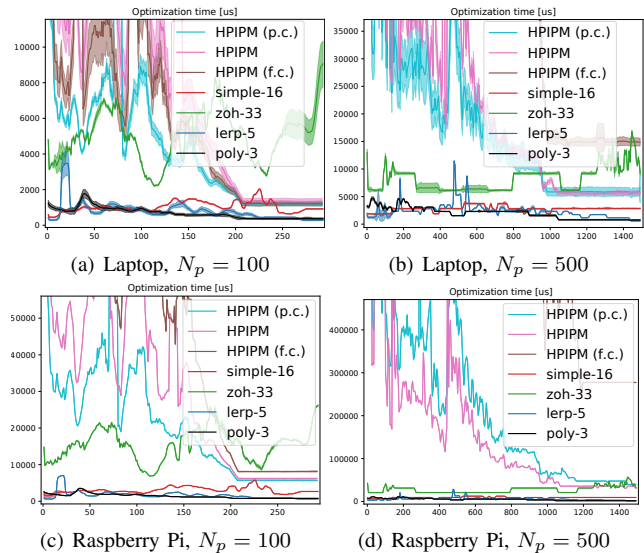 Optimization time [us]
10000
8000
6000
4000
2000
0
0
50
100
150
200
250
HPIPM (p.c.)
HPIPM
HPIPM (f.c.)
simple-16
zoh-33
lerp-5
poly-3
(a) Laptop, Np = 100
Optimization time [us]
35000
30000
25000
20000
15000
10000
5000
0
0
200
400
600
800
1000
1200
1400
HPIPM (p.c.)
HPIPM
HPIPM (f.c.)
simple-16
zoh-33
lerp-5
poly-3
(b) Laptop, Np = 500
Optimization time [us]
50000
40000
30000
20000
10000
0
0
50
100
150
200
250
HPIPM (p.c.)
HPIPM
HPIPM (f.c.)
simple-16
zoh-33
lerp-5
poly-3
(c) Raspberry Pi, Np = 100
Optimization time [us]
400000
300000
200000
100000
0
0
200
400
600
800
1000
1200
1400
HPIPM (p.c.)
HPIPM
HPIPM (f.c.)
simple-16
zoh-33
lerp-5
poly-3
(d) Raspberry Pi, Np = 500